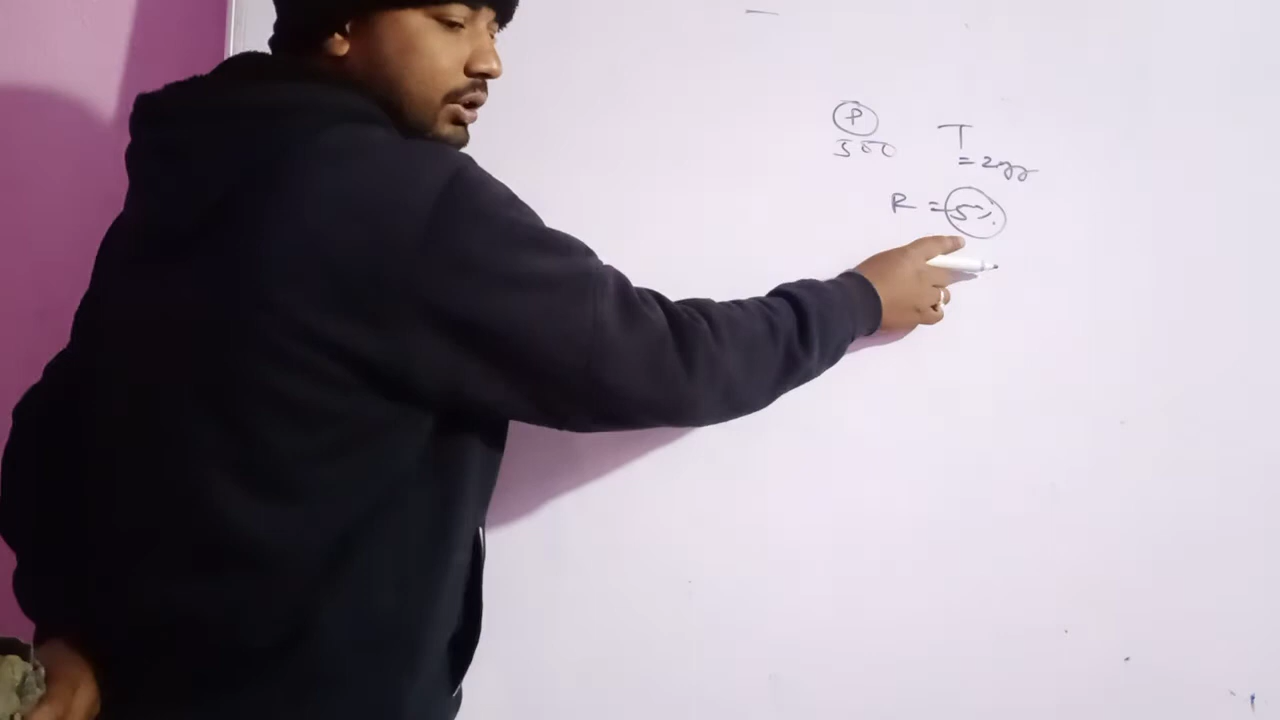 P T
500 = 2yr
R = 5%